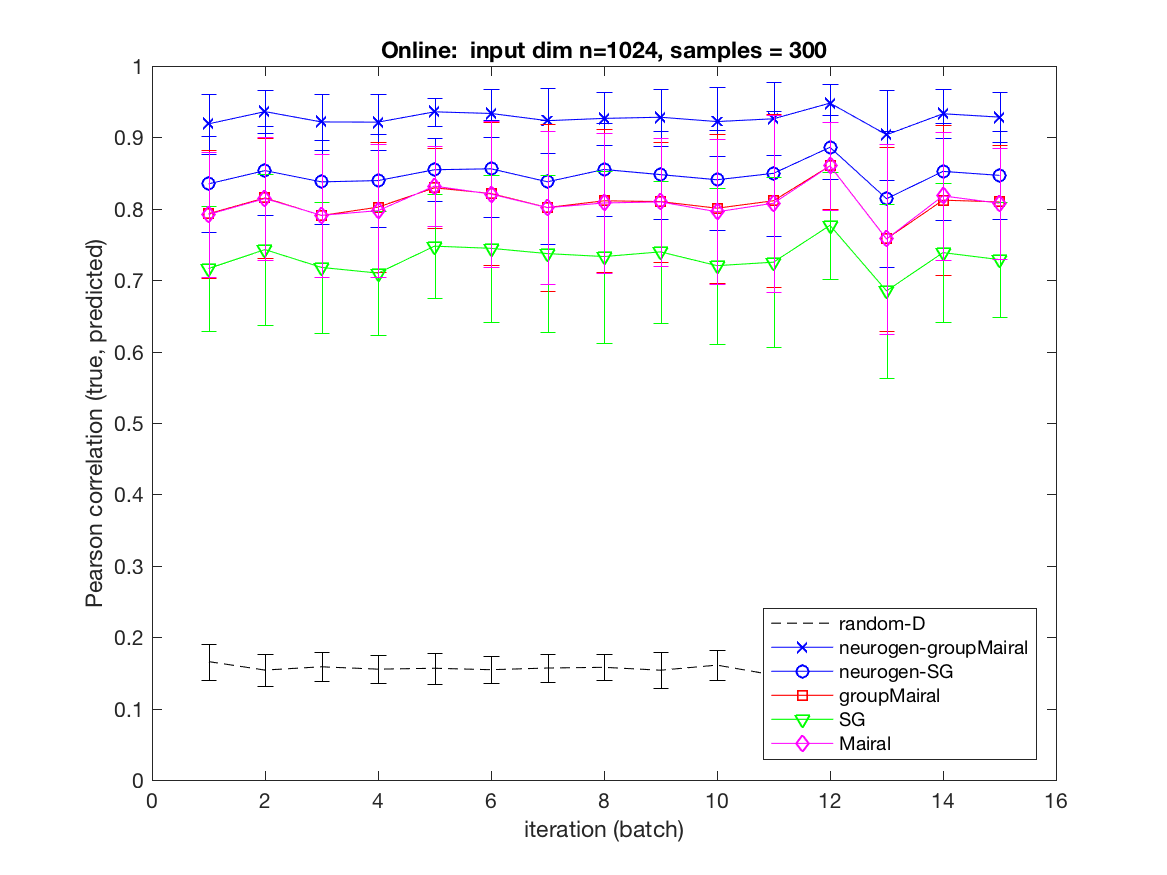 Online:  input dim n=1024, samples = 300
Pearson correlation (true, predicted)
1
0.9
0.8
0.7
0.6
0.5
0.4
0.3
0.2
0.1
0
0 2 4 6 8 10 12 14 16
iteration (batch)
random-D
neurogen-groupMairal
neurogen-SG
groupMairal
SG
Mairal